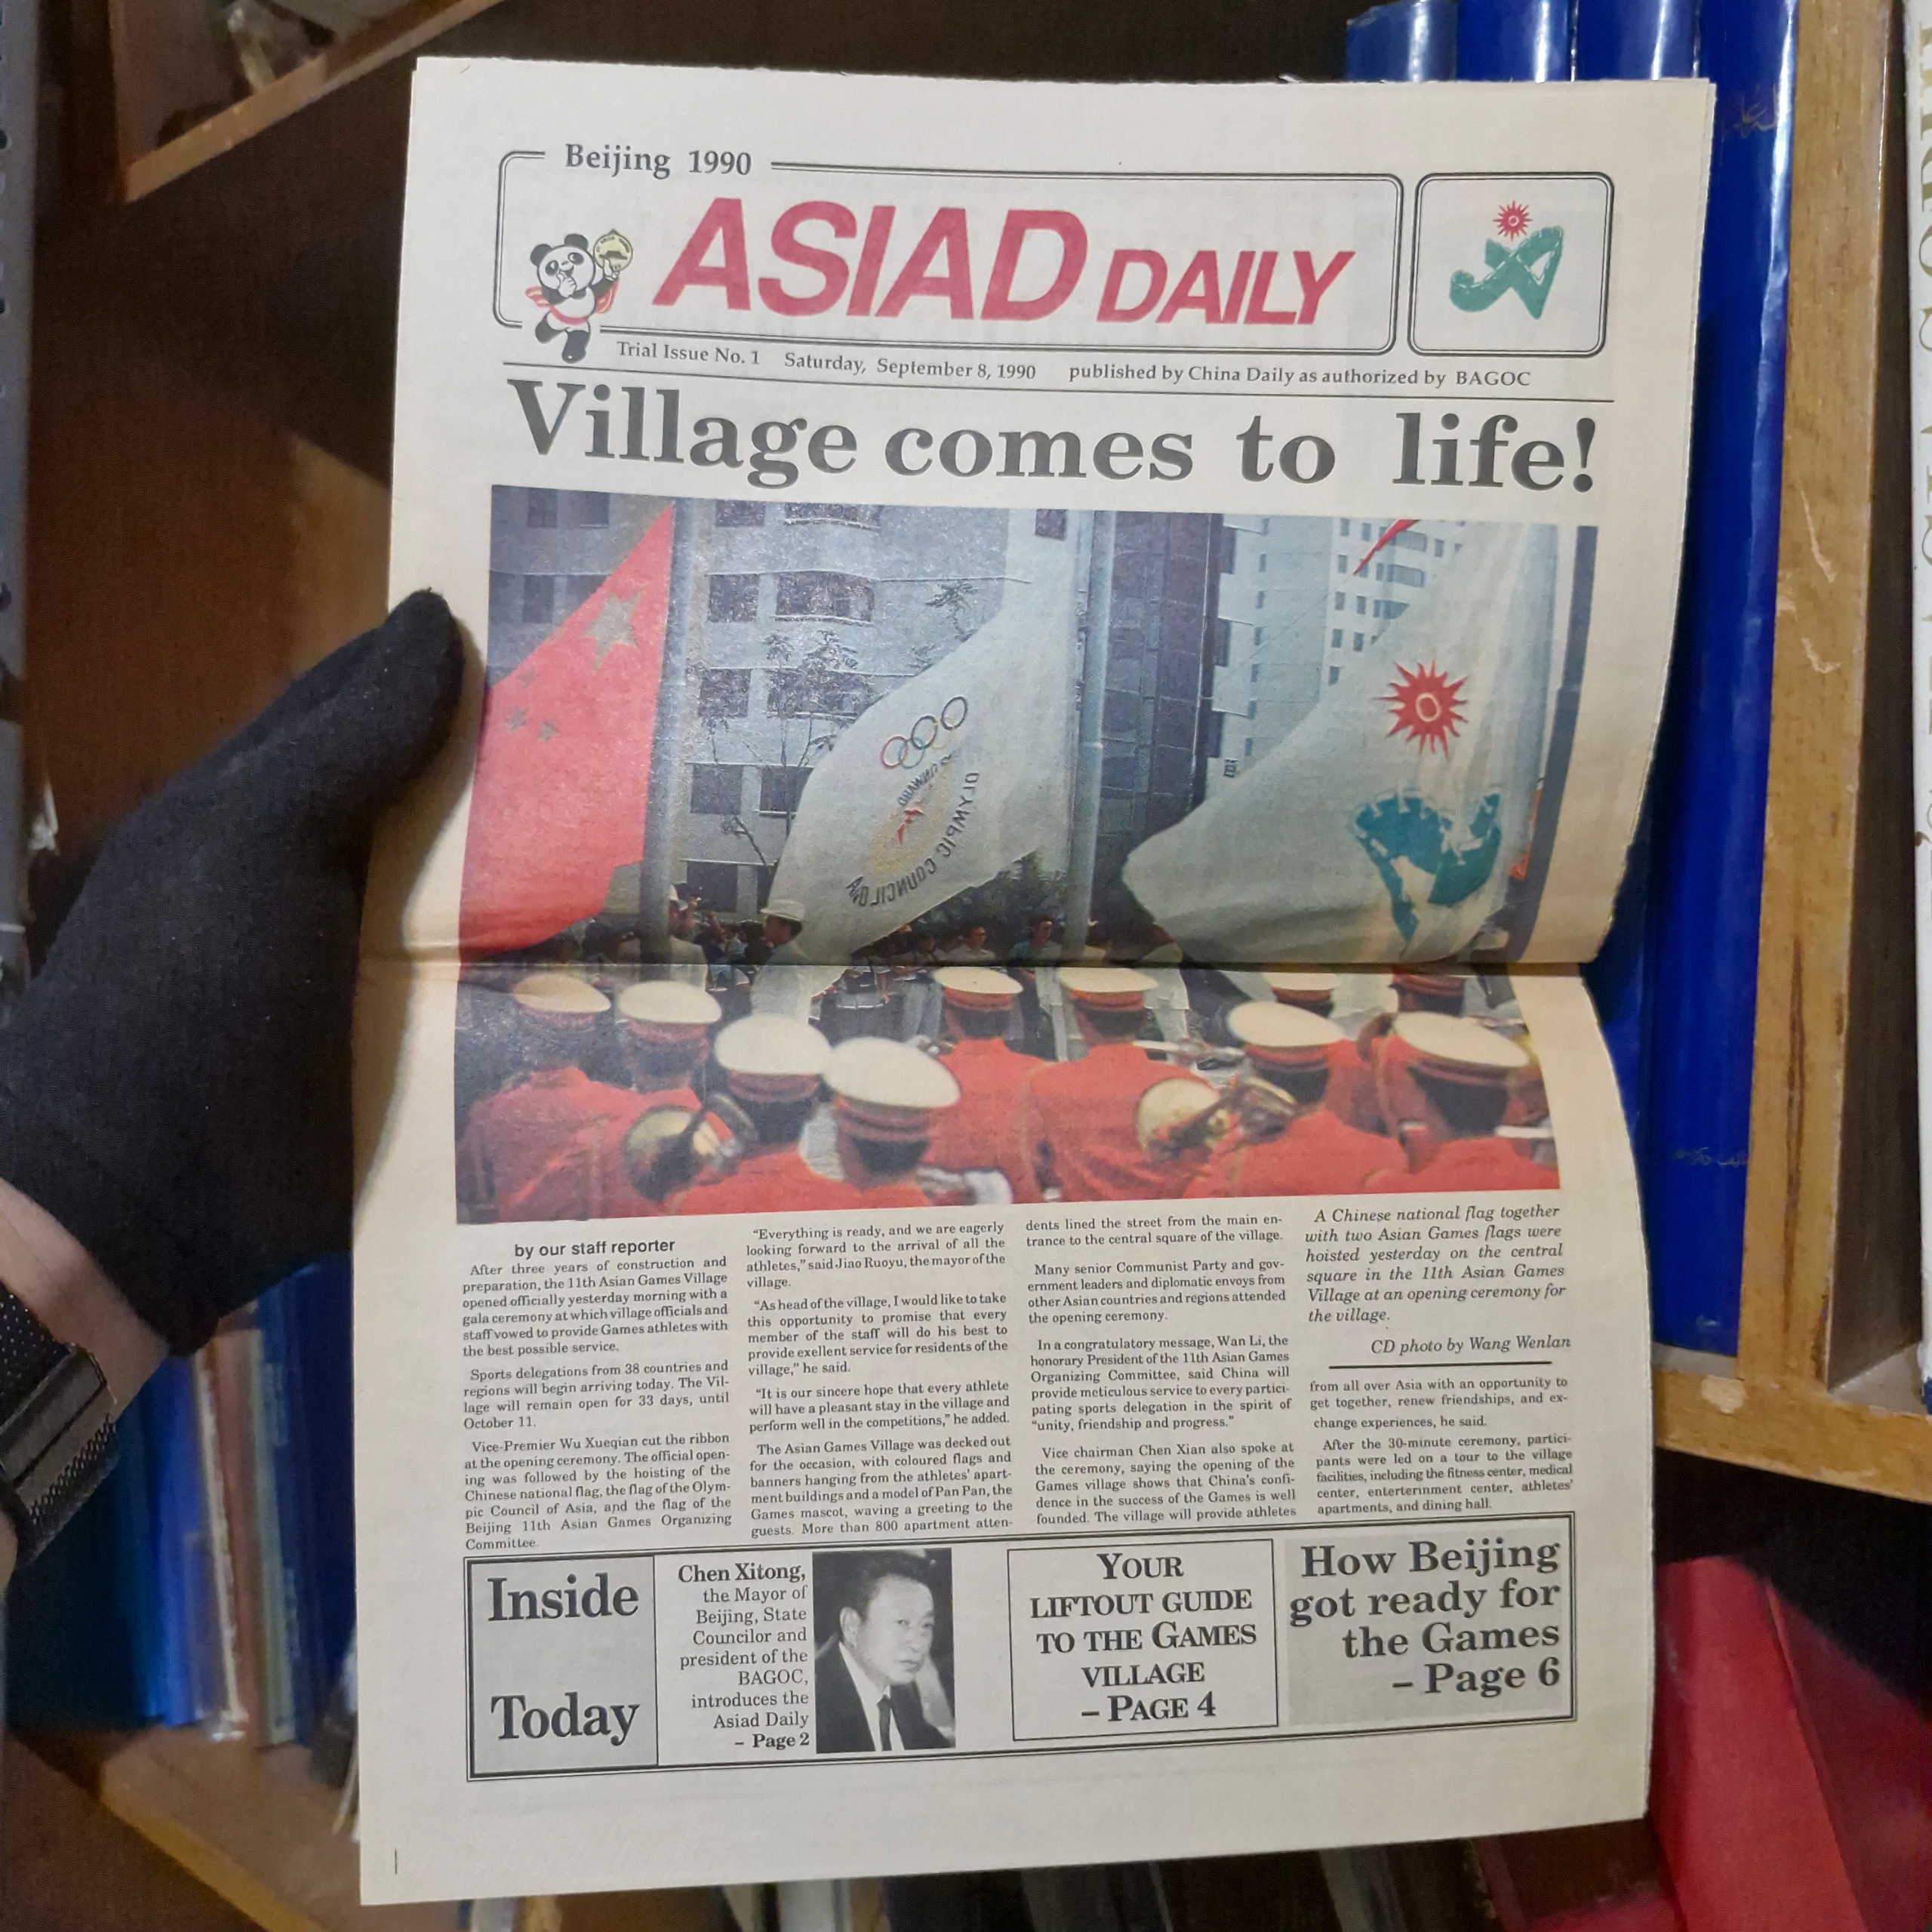 Beijing 1990
ASIAD DAILY
Trial Issue No. 1 Saturday, September 8, 1990 published by China Daily as authorized by BAGOC
Village comes to life!
OLYMPIC COUNCIL
by our staff reporter
After three years of construction and
preparation, the 11th Asian Games Village
opened officially yesterday morning with a
gala ceremony at which village officials and
staff vowed to provide Games athletes with
the best possible service.
Sports delegations from 38 countries and
regions will begin arriving today. The Vil-
lage will remain open for 33 days, until
October 11.
Vice-Premier Wu Xueqian cut the ribbon
at the opening ceremony. The official open-
ing was followed by the hoisting of the
Chinese national flag, the flag of the Olym-
pic Council of Asia, and the flag of the
Beijing 11th Asian Games Organizing
Committee.
"Everything is ready, and we are eagerly
looking forward to the arrival of all the
athletes," said Jiao Ruoyu, the mayor of the
village.
"As head of the village, I would like to take
this opportunity to promise that every
member of the staff will do his best to
provide exellent service for residents of the
village," he said.
"It is our sincere hope that every athlete
will have a pleasant stay in the village and
perform well in the competitions," he added.
The Asian Games Village was decked out
for the occasion, with coloured flags and
banners hanging from the athletes' apart-
ment buildings and a model of Pan Pan, the
Games mascot, waving a greeting to the
guests. More than 800 apartment atten-
dents lined the street from the main en-
trance to the central square of the village.
Many senior Communist Party and gov-
ernment leaders and diplomatic envoys from
other Asian countries and regions attended
the opening ceremony.
In a congratulatory message, Wan Li, the
honorary President of the 11th Asian Games
Organizing Committee, said China will
provide meticulous service to every partici-
pating sports delegation in the spirit of
"unity, friendship and progress."
Vice chairman Chen Xian also spoke at
the ceremony, saying the opening of the
Games village shows that China's confi-
dence in the success of the Games is well
founded. The village will provide athletes
A Chinese national flag together
with two Asian Games flags were
hoisted yesterday on the central
square in the 11th Asian Games
Village at an opening ceremony for
the village.
CD photo by Wang Wenlan
from all over Asia with an opportunity to
get together, renew friendships, and ex-
change experiences, he said.
After the 30-minute ceremony, partici-
pants were led on a tour to the village
facilities, including the fitness center, medical
center, enterterinment center, athletes'
apartments, and dining hall.
Inside
Today
Chen Xitong,
the Mayor of
Beijing, State
Councilor and
president of the
BAGOC,
introduces the
Asiad Daily
– Page 2
YOUR
LIFTOUT GUIDE
TO THE GAMES
VILLAGE
– PAGE 4
How Beijing
got ready for
the Games
– Page 6